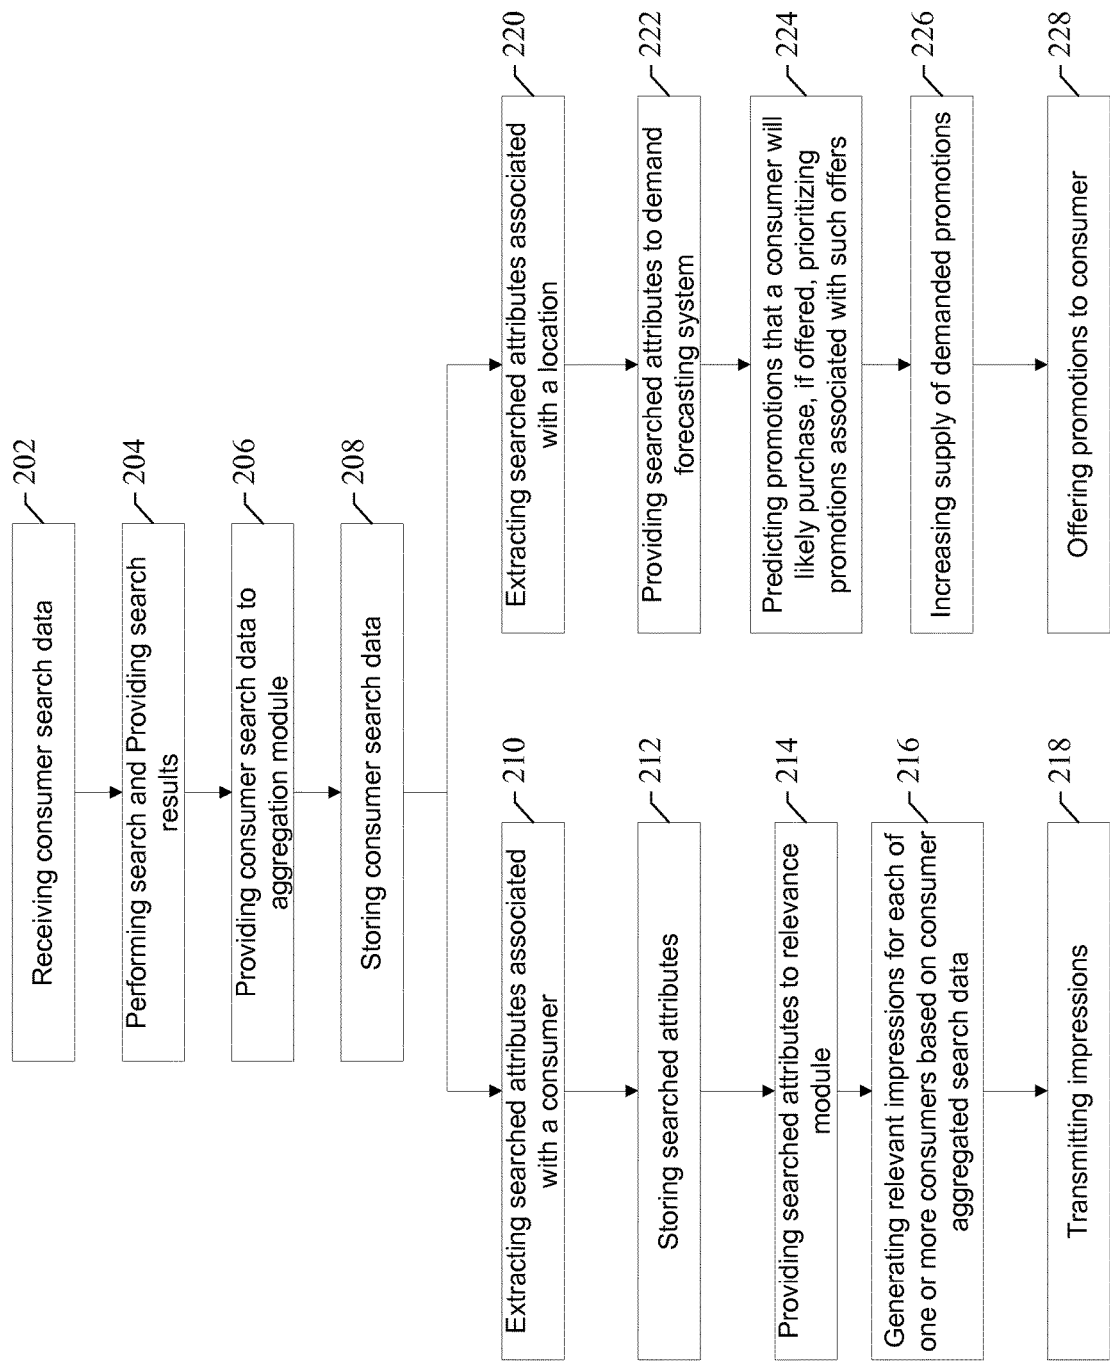 Receiving consumer search data
202
Performing search and Providing search
results
204
Providing consumer search data to
aggregation module
206
Storing consumer search data
208
Extracting searched attributes associated
with a consumer
210
Storing searched attributes
212
Providing searched attributes to relevance
module
214
Generating relevant impressions for each of
one or more consumers based on consumer
aggregated search data
216
Transmitting impressions
218
Extracting searched attributes associated
with a location
220
Providing searched attributes to demand
forecasting system
222
Predicting promotions that a consumer will
likely purchase, if offered, prioritizing
promotions associated with such offers
224
Increasing supply of demanded promotions
226
Offering promotions to consumer
228